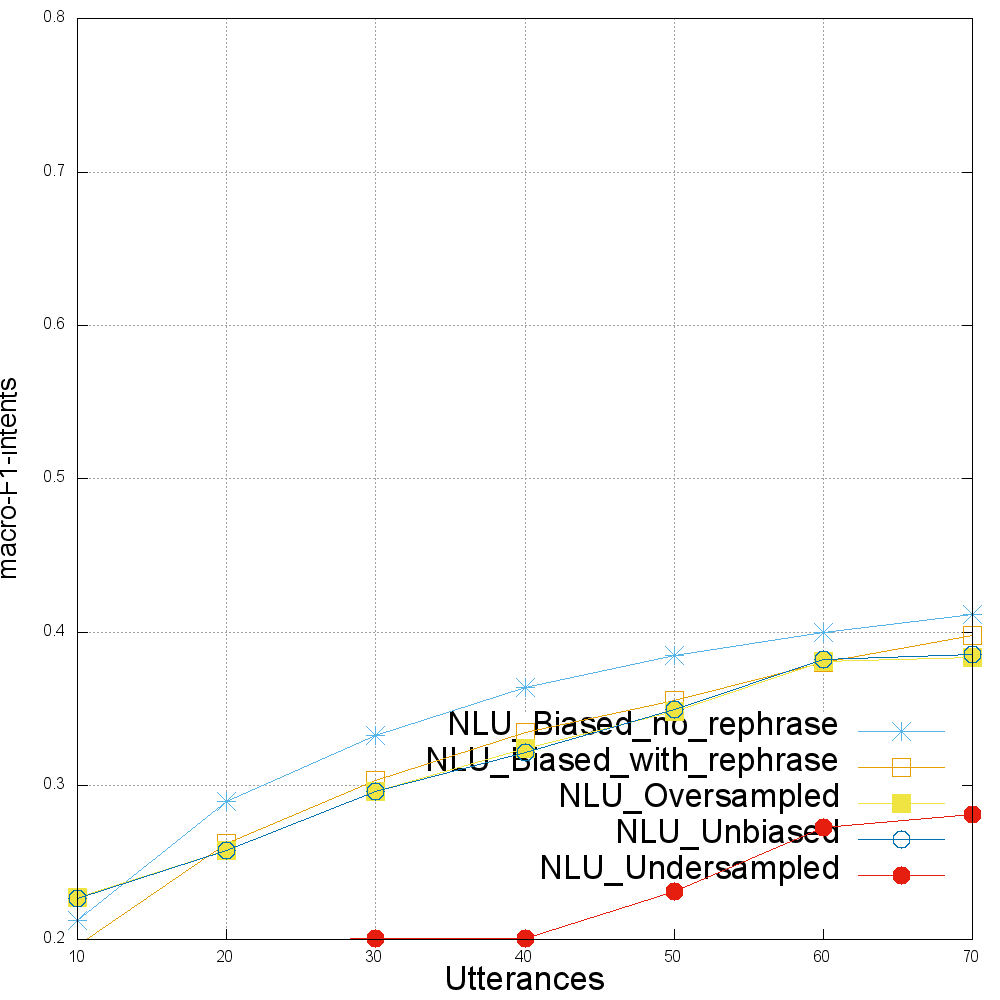 0.8
0.7
0.6
0.5
0.4
0.3
0.2
macro-F1-intents
NLU_Biased_no_rephrase
NLU_Biased_with_rephrase
NLU_Oversampled
NLU_Unbiased
NLU_Undersampled
10 20 30 40 50 60 70
Utterances